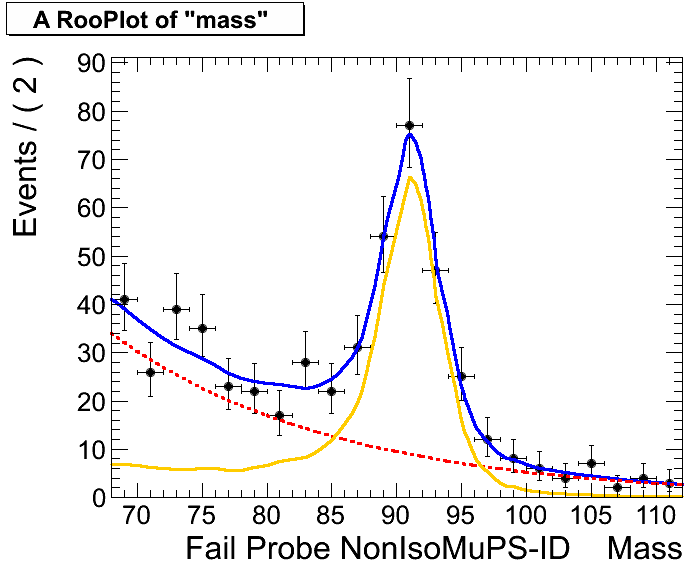 A RooPlot of "mass"
Events / ( 2 )
90
80
70
60
50
40
30
20
10
0
70 75 80 85 90 95 100 105 110
Fail Probe NonIsoMuPS-ID Mass